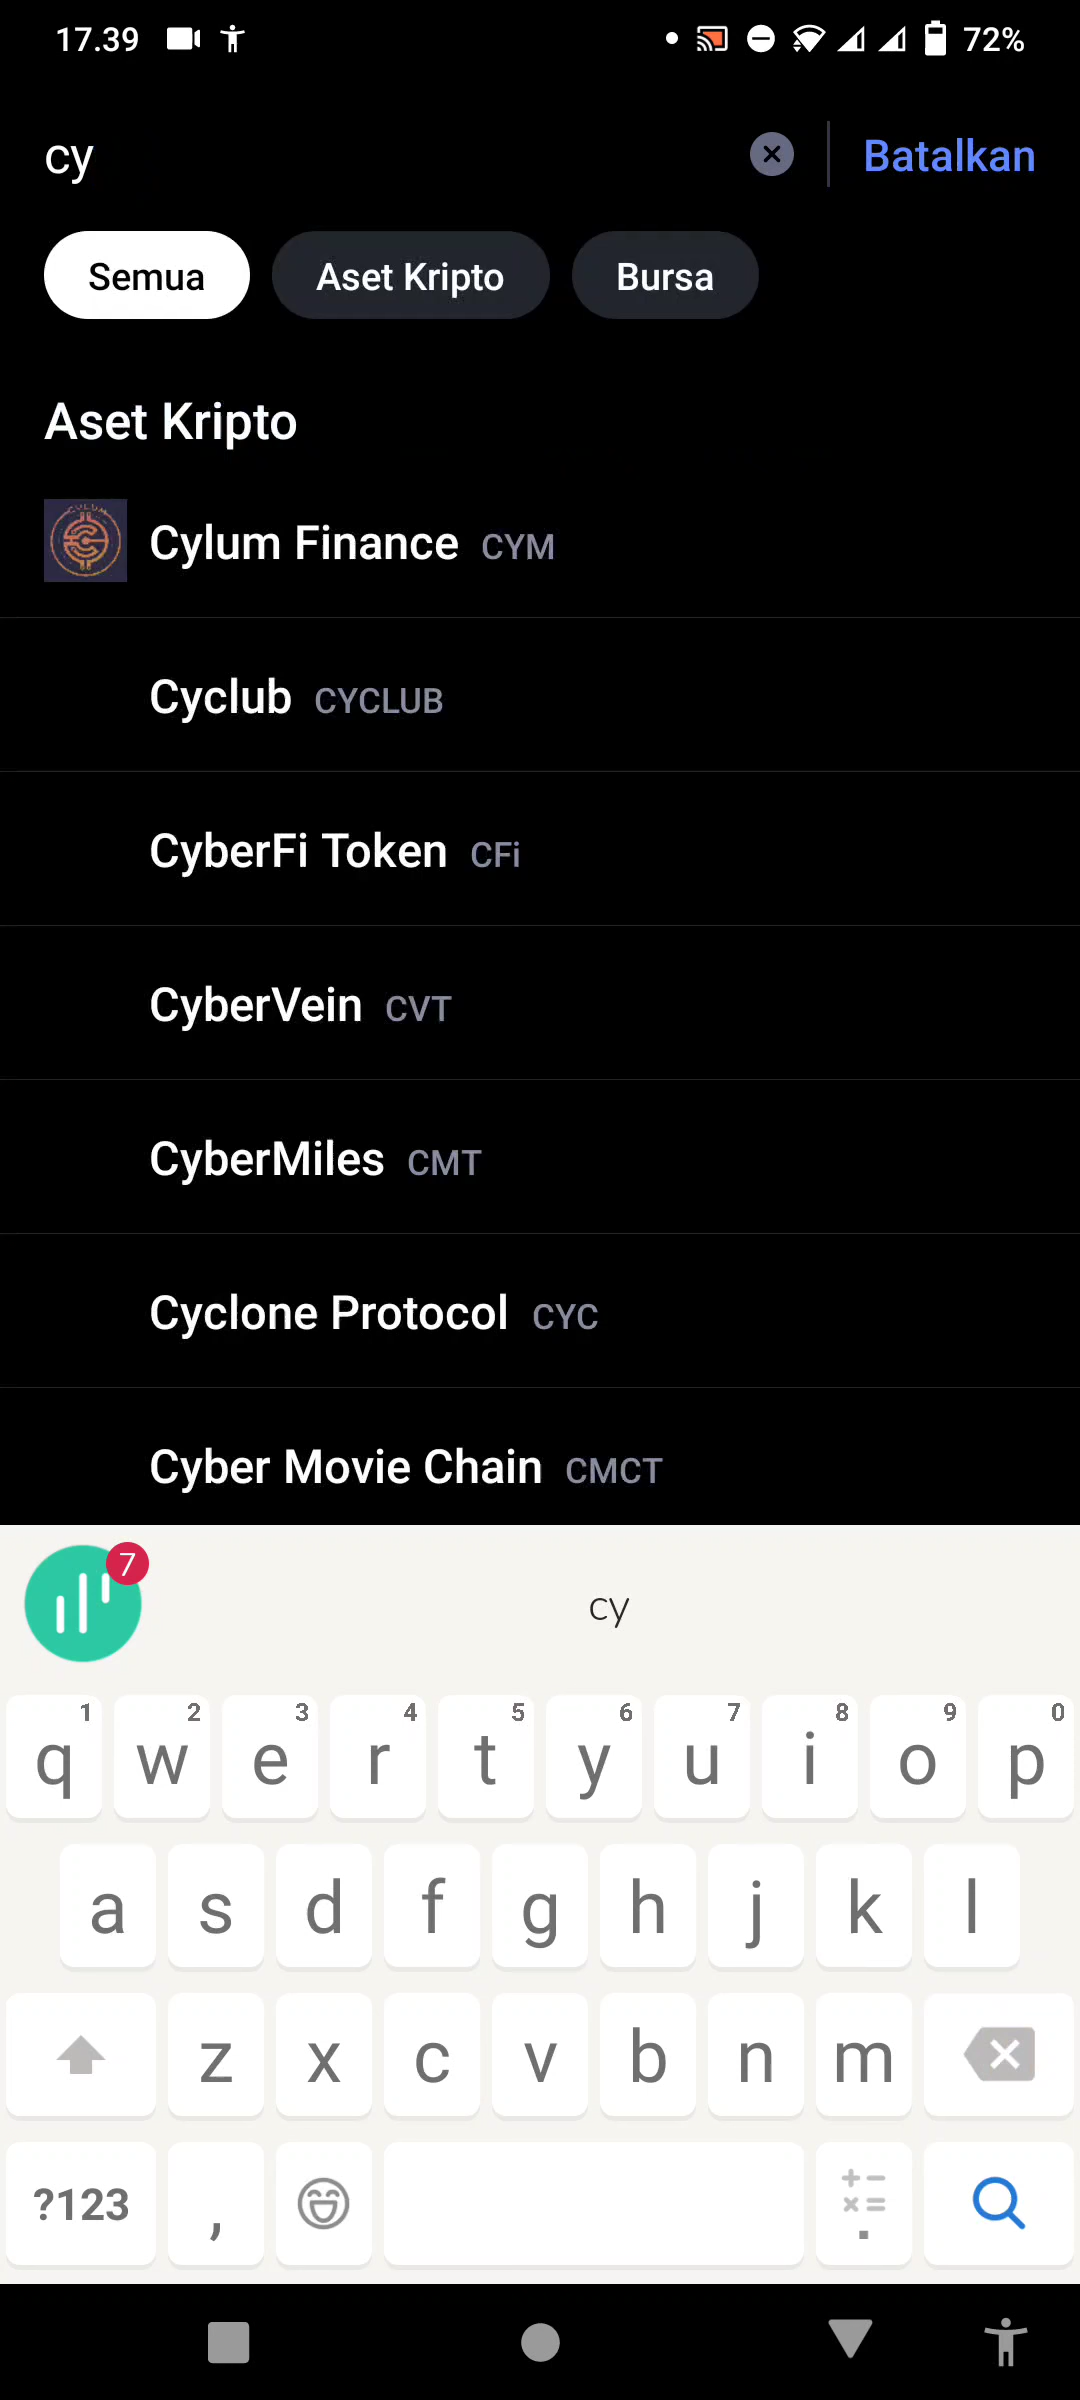 17.39
72%
cy
Batalkan
Semua
Aset Kripto
Bursa
Aset Kripto
CYLUM
Cylum Finance CYM
Cyclub CYCLUB
CyberFi Token CFi
CyberVein CVT
CyberMiles CMT
Cyclone Protocol CYC
Cyber Movie Chain CMCT
7
cy
1 2 3 4 5 6 7 8 9 0
q w e r t y u i o p
a s d f g h j k l
z x c v b n m
?123 , .